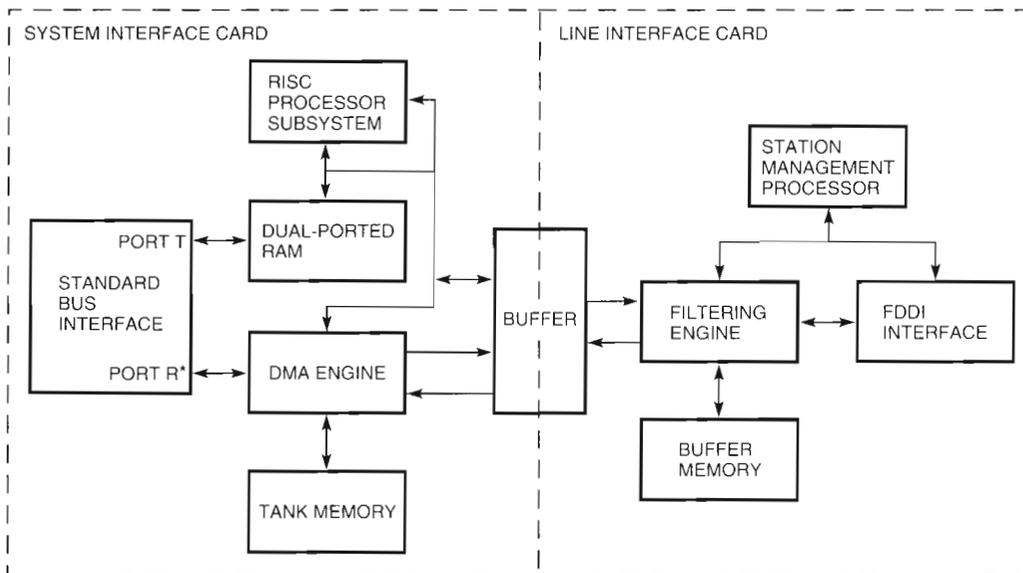 SYSTEM INTERFACE CARD
LINE INTERFACE CARD
RISC
PROCESSOR
SUBSYSTEM
STATION
MANAGEMENT
PROCESSOR
DUAL-PORTED
RAM
PORT T
STANDARD
BUS
INTERFACE
PORT R*
BUFFER
FILTERING
ENGINE
FDDI
INTERFACE
DMA ENGINE
BUFFER
MEMORY
TANK MEMORY